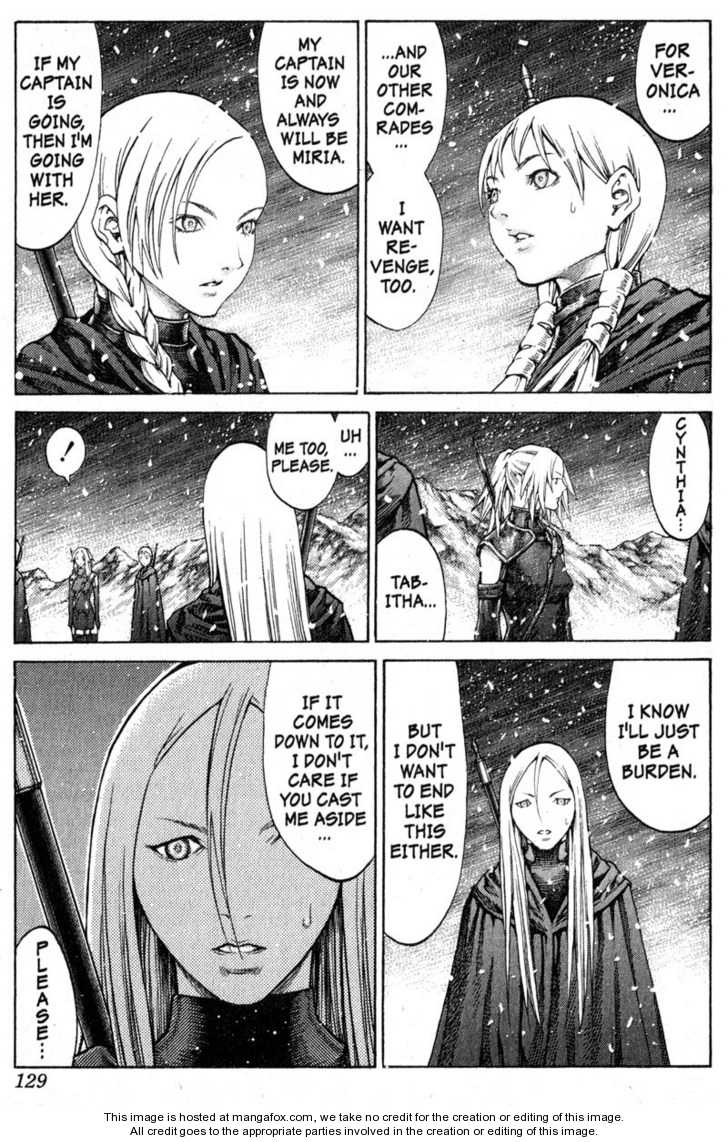 FOR
VER-
ONICA
...
...AND
OUR
OTHER
COM-
RADES
...
I
WANT
RE-
VENGE,
TOO.
MY
CAPTAIN
IS NOW
AND
ALWAYS
WILL BE
MIRIA.
IF MY
CAPTAIN
IS
GOING,
THEN I'M
GOING
WITH
HER.
CYNTHIA...
TAB-
ITHA...
UH
...
ME TOO,
PLEASE.
!
I KNOW
I'LL JUST
BE A
BURDEN.
BUT
I DON'T
WANT
TO END
LIKE
THIS
EITHER.
IF IT
COMES
DOWN TO IT,
I DON'T
CARE IF
YOU CAST
ME ASIDE
...
PLEASE...
129
This image is hosted at mangafox.com, we take no credit for the creation or editing of this image.
All credit goes to the appropriate parties involved in the creation or editing of this image.